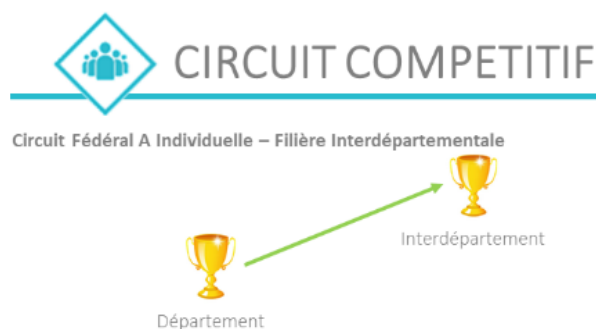 CIRCUIT COMPETITIF
Circuit Fédéral A Individuelle – Filière Interdépartementale
Interdépartement
Département